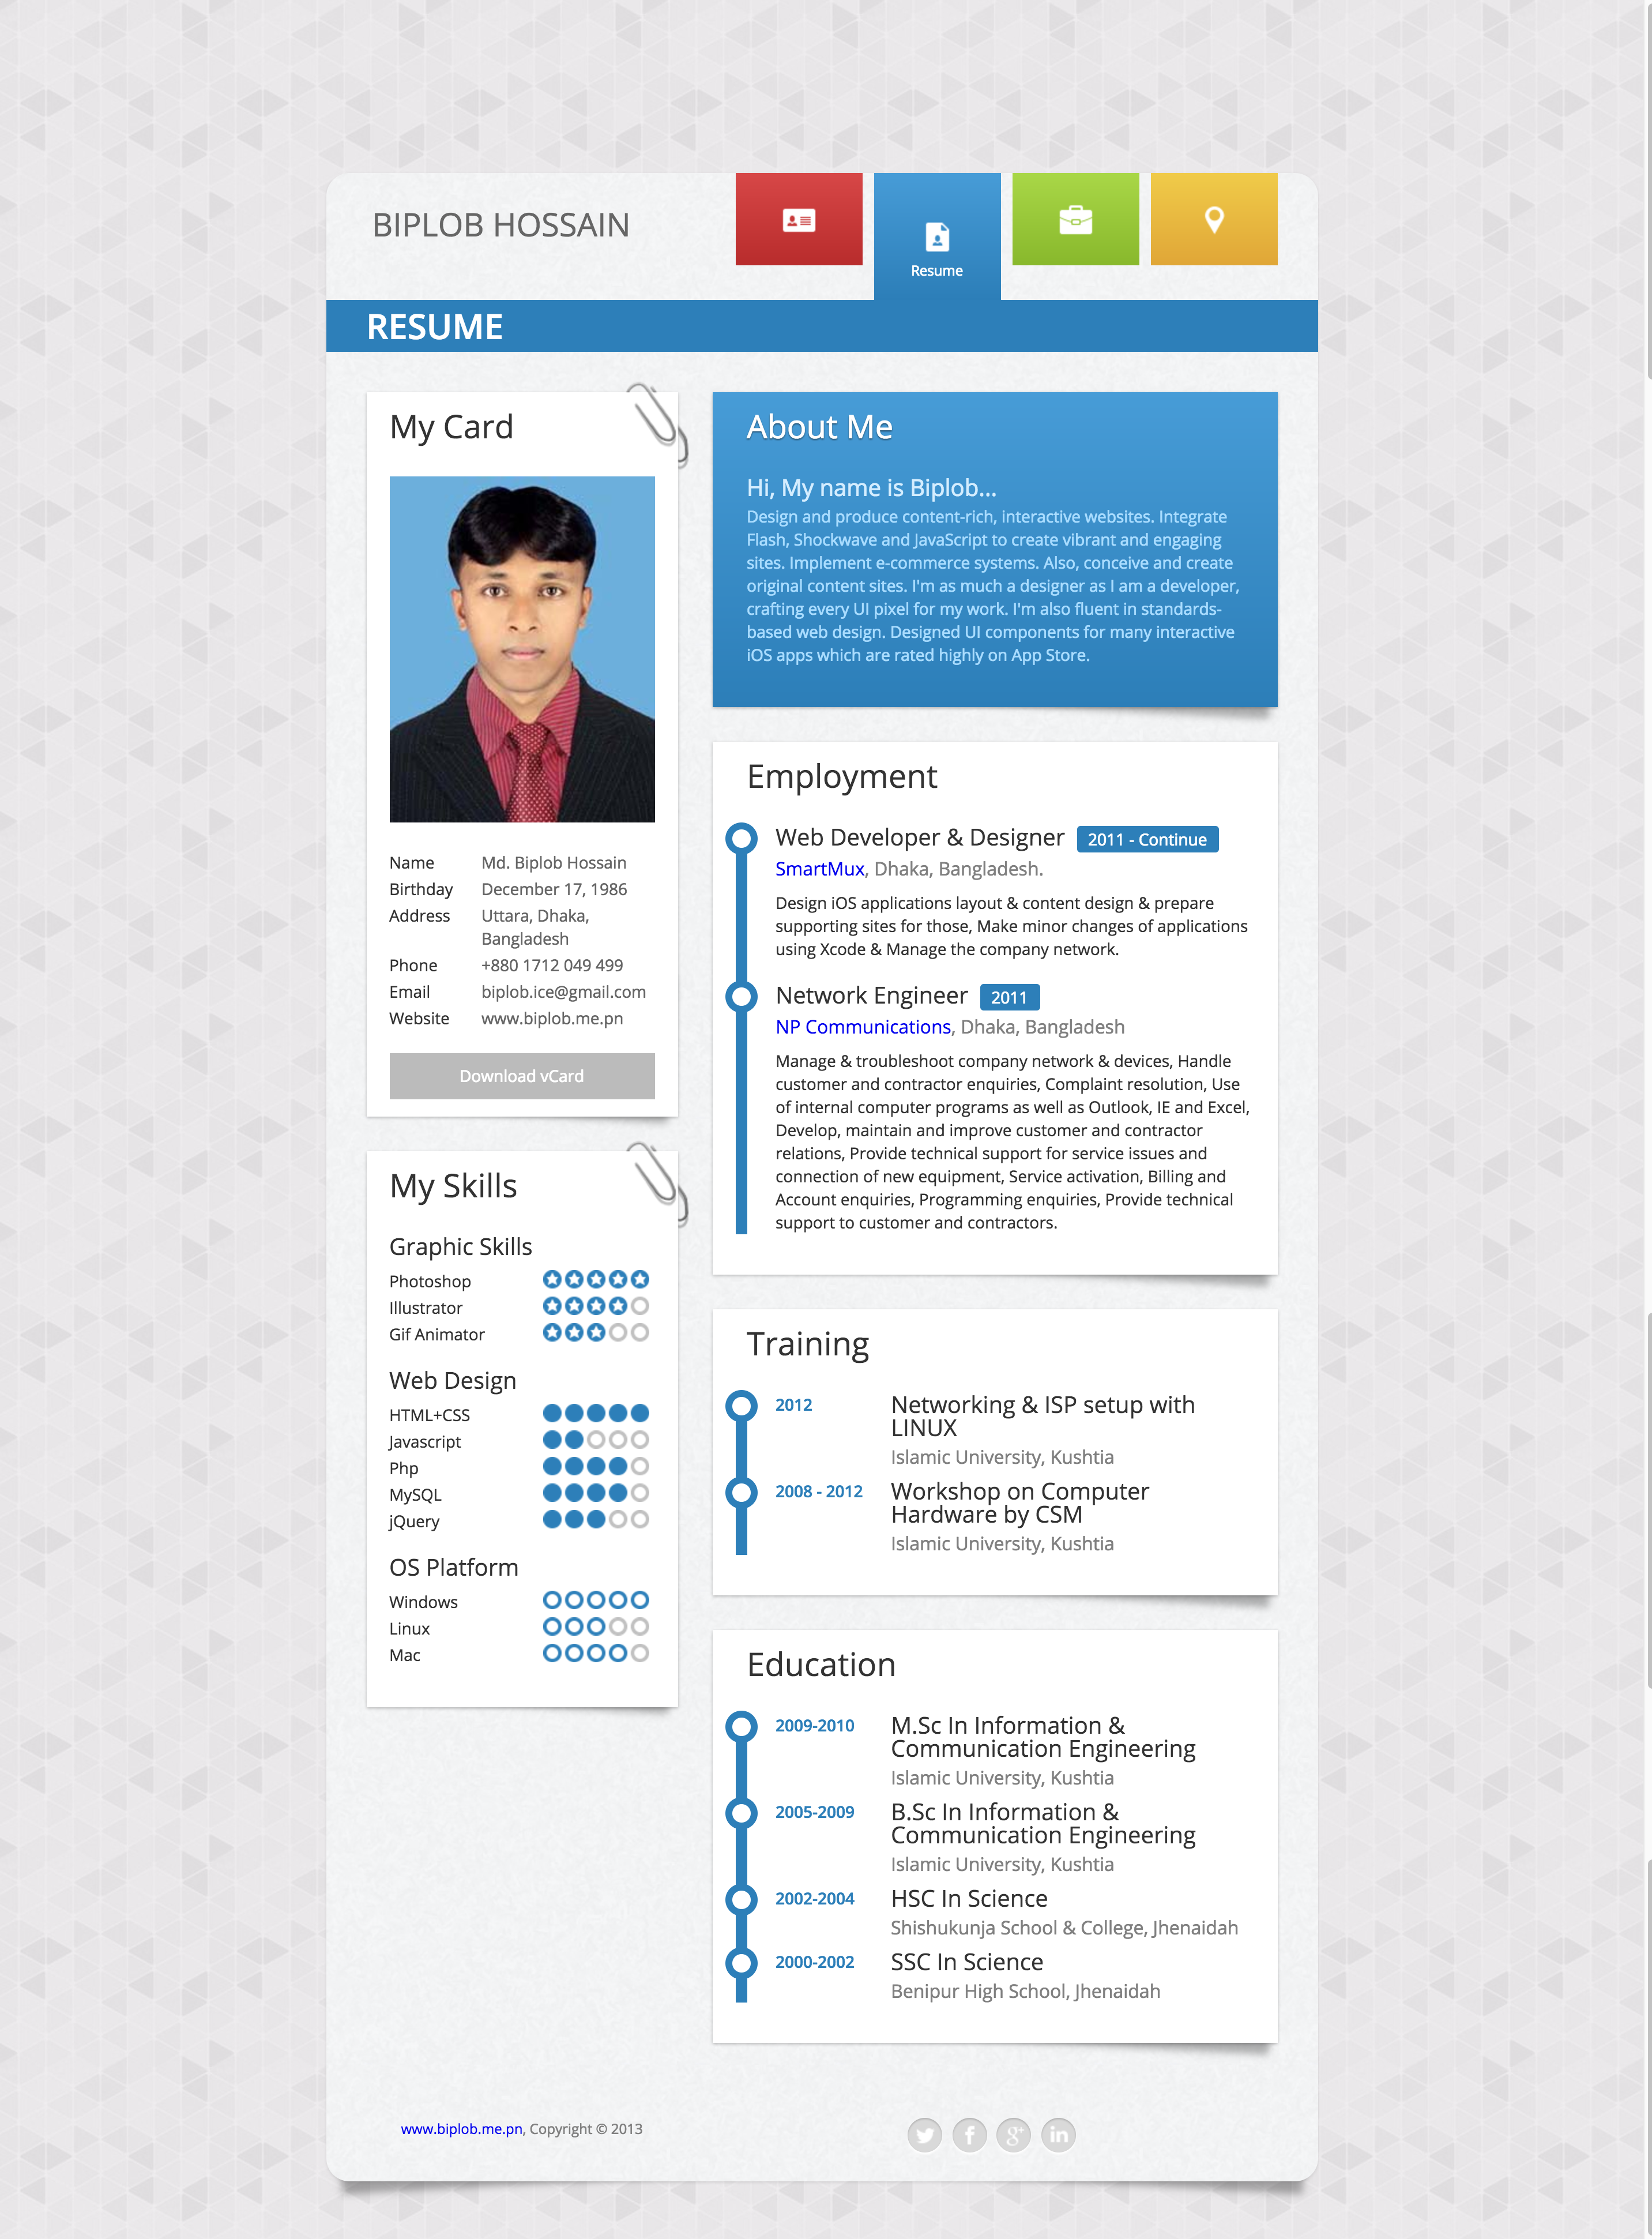 BIPLOB HOSSAIN
Resume
RESUME
My Card
Name Md. Biplob Hossain
Birthday December 17, 1986
Address Uttara, Dhaka,
Bangladesh
Phone +880 1712 049 499
Email biplob.ice@gmail.com
Website www.biplob.me.pn
Download vCard
My Skills
Graphic Skills
Photoshop
Illustrator
Gif Animator
Web Design
HTML+CSS
Javascript
Php
MySQL
jQuery
OS Platform
Windows
Linux
Mac
About Me
Hi, My name is Biplob...
Design and produce content-rich, interactive websites. Integrate
Flash, Shockwave and JavaScript to create vibrant and engaging
sites. Implement e-commerce systems. Also, conceive and create
original content sites. I'm as much a designer as I am a developer,
crafting every UI pixel for my work. I'm also fluent in standards-
based web design. Designed UI components for many interactive
iOS apps which are rated highly on App Store.
Employment
Web Developer & Designer 2011 - Continue
SmartMux, Dhaka, Bangladesh.
Design iOS applications layout & content design & prepare
supporting sites for those, Make minor changes of applications
using Xcode & Manage the company network.
Network Engineer 2011
NP Communications, Dhaka, Bangladesh
Manage & troubleshoot company network & devices, Handle
customer and contractor enquiries, Complaint resolution, Use
of internal computer programs as well as Outlook, IE and Excel,
Develop, maintain and improve customer and contractor
relations, Provide technical support for service issues and
connection of new equipment, Service activation, Billing and
Account enquiries, Programming enquiries, Provide technical
support to customer and contractors.
Training
2012 Networking & ISP setup with
LINUX
Islamic University, Kushtia
2008 - 2012 Workshop on Computer
Hardware by CSM
Islamic University, Kushtia
Education
2009-2010 M.Sc In Information &
Communication Engineering
Islamic University, Kushtia
2005-2009 B.Sc In Information &
Communication Engineering
Islamic University, Kushtia
2002-2004 HSC In Science
Shishukunja School & College, Jhenaidah
2000-2002 SSC In Science
Benipur High School, Jhenaidah
www.biplob.me.pn, Copyright © 2013